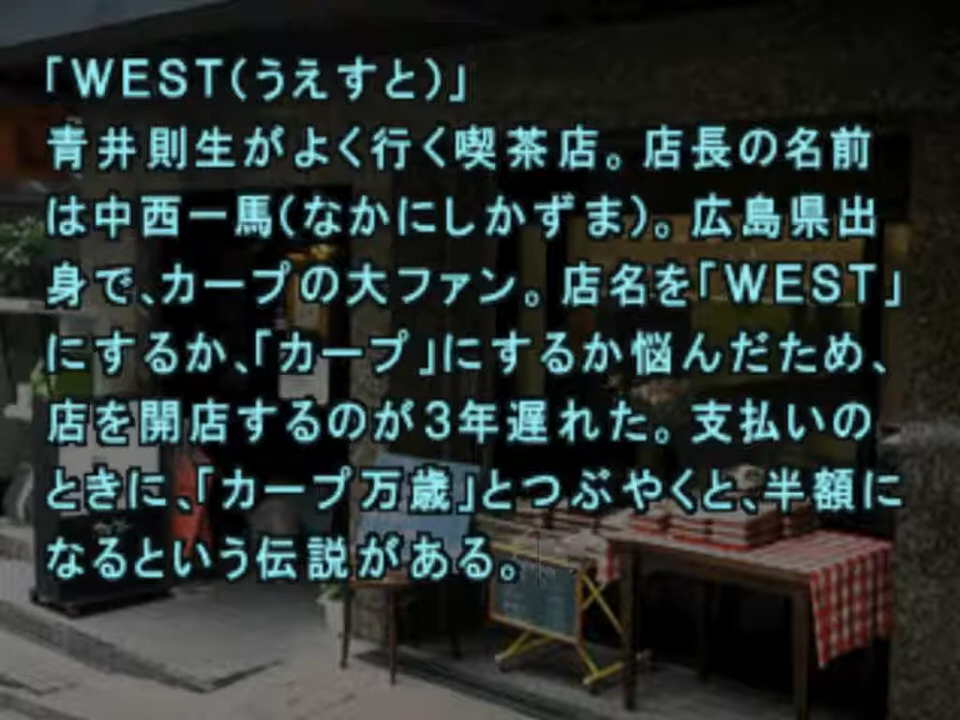 「WEST(うえすと)」
青井則生がよく行く喫茶店。店長の名前
は中西一馬(なかにしかずま)。広島県出
身で、カープの大ファン。店名を「WEST」
にするか、「カープ」にするか悩んだため、
店を開店するのが3年遅れた。支払いの
ときに、「カープ万歳」とつぶやくと、半額に
なるという伝説がある。